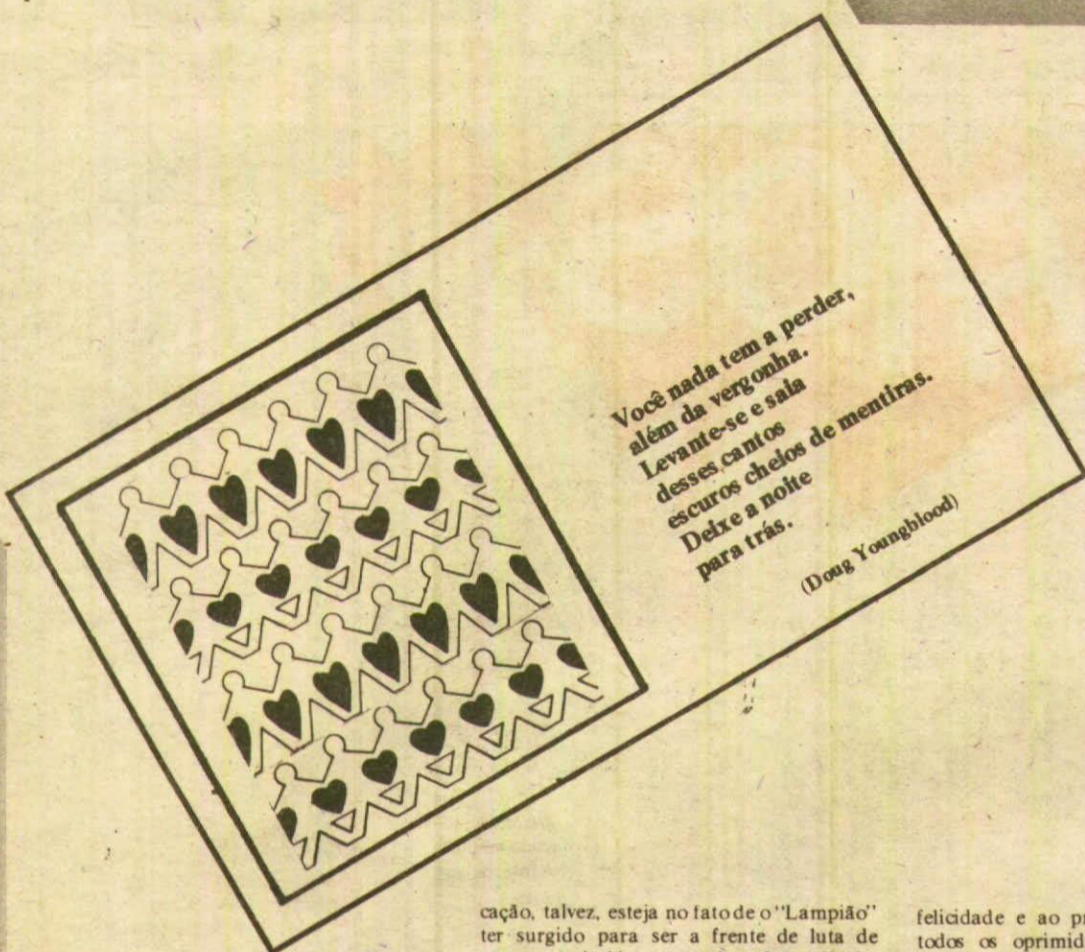 Você nada tem a perder,
além da vergonha.
Levante-se e saia
desses cantos
escuros cheios de mentiras.
Deixe a noite
para trás.
(Doug Youngblood)
cação, talvez, esteja no fato de o "Lampião"
ter surgido para ser a frente de luta de
felicidade e ao
todos os oprimid